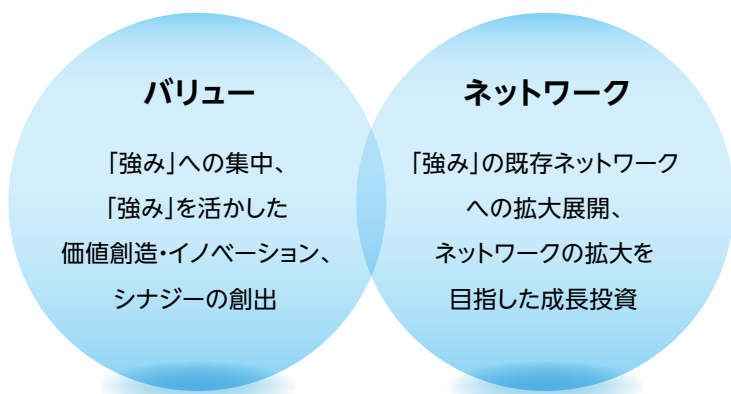 バリュー
「強み」への集中、
「強み」を活かした
価値創造・イノベーション、
シナジーの創出
ネットワーク
「強み」の既存ネットワーク
への拡大展開、
ネットワークの拡大を
目指した成長投資